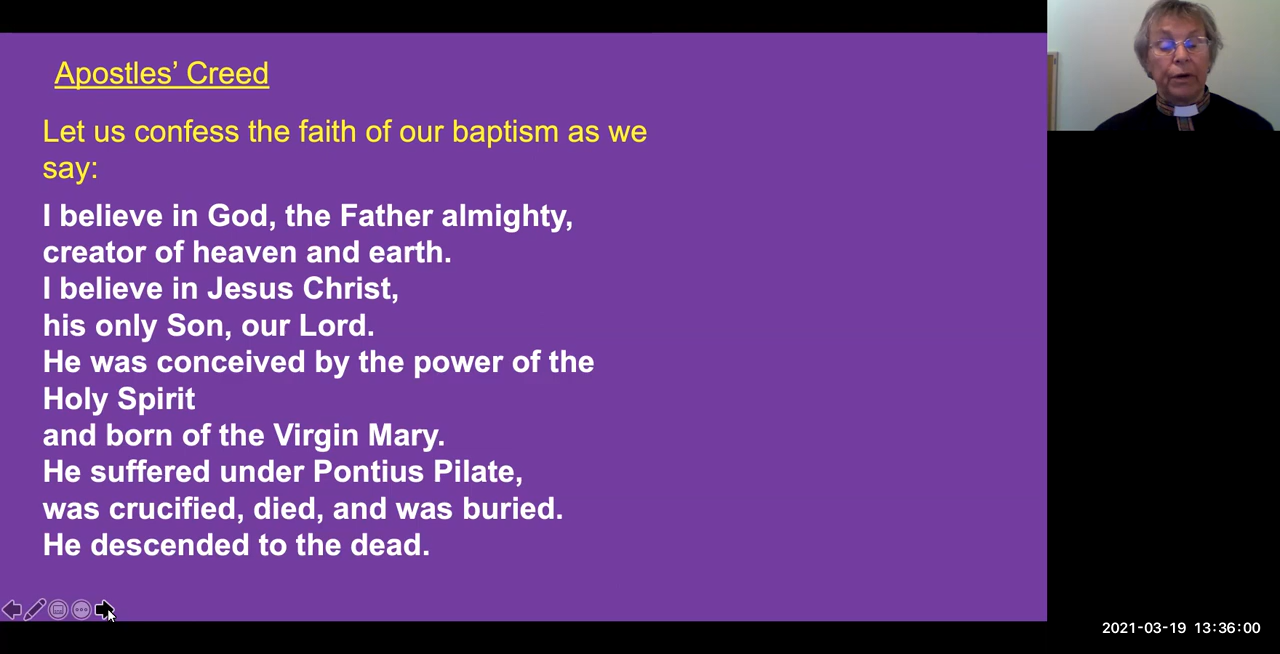 Apostles’ Creed
Let us confess the faith of our baptism as we
say:
I believe in God, the Father almighty,
creator of heaven and earth.
I believe in Jesus Christ,
his only Son, our Lord.
He was conceived by the power of the
Holy Spirit
and born of the Virgin Mary.
He suffered under Pontius Pilate,
was crucified, died, and was buried.
He descended to the dead.
2021-03-19 13:36:00